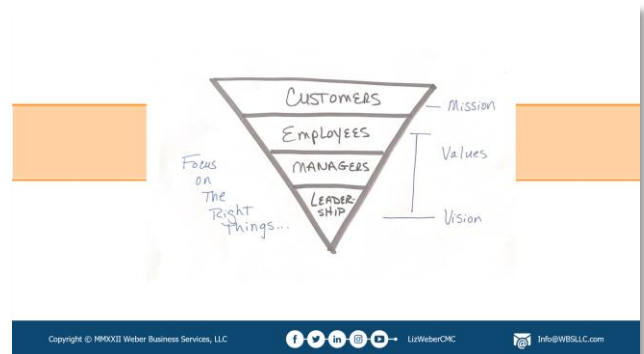 CUSTOMERS
Mission
EmployEES
Values
MANAGERS
Focus
on
The
Right
Things...
LEADER-
SHIP
Vision
Copyright © MMXXII Weber Business Services, LLC
LizWeberCMC
Info@WBSLLC.com